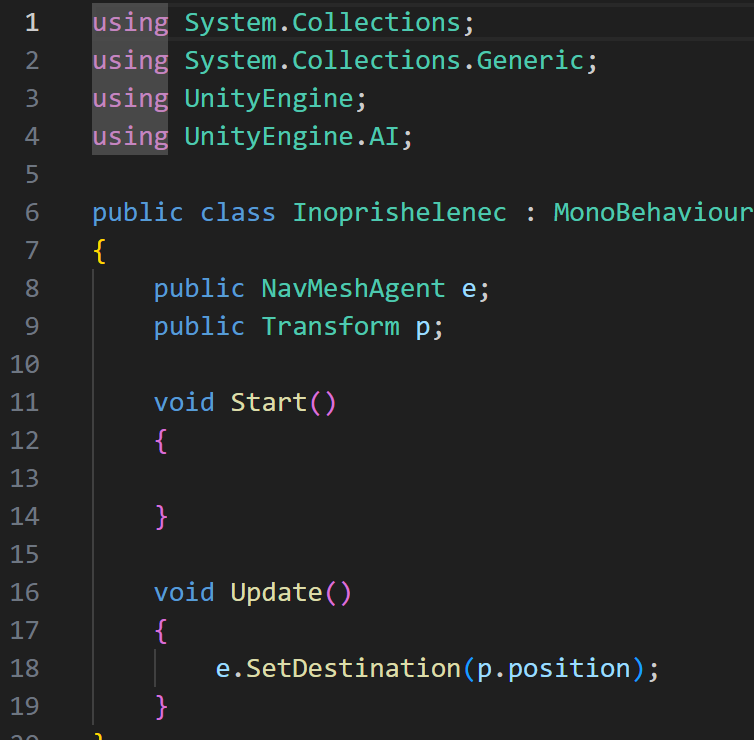 1 using System.Collections;
2 using System.Collections.Generic;
3 using UnityEngine;
4 using UnityEngine.AI;
5
6 public class Inoprishelenec : MonoBehaviour
7 {
8     public NavMeshAgent e;
9     public Transform p;
10
11     void Start()
12     {
13
14     }
15
16     void Update()
17     {
18         e.SetDestination(p.position);
19     }
20 }